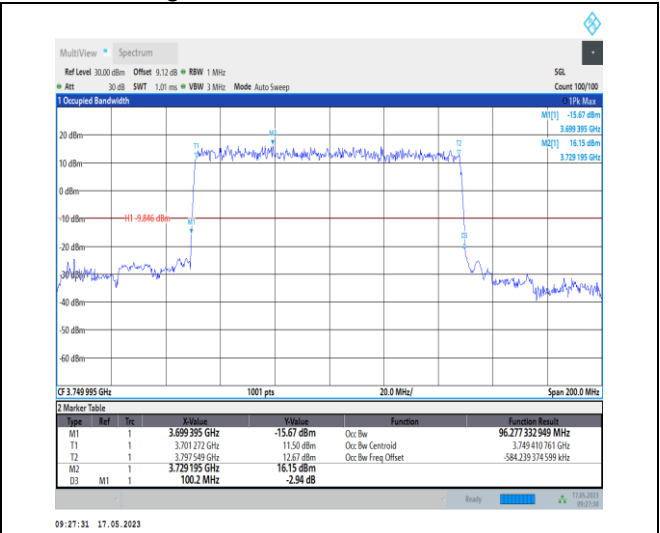 MultiView Spectrum
Ref Level 30.00 dBm Offset 9.12 dB RBW 1 MHz SGL
Att 30 dB SWT 1.01 ms VBW 3 MHz Mode Auto Sweep Count 100/100
1 Occupied Bandwidth 1Pk Max
M1[1] -15.67 dBm
3.699 395 GHz
M2[1] 16.15 dBm
3.729 195 GHz
20 dBm
M2
T1
T2
10 dBm
0 dBm
-10 dBm
H1 -9.846 dBm
M1
-20 dBm
D3
-30 dBm
-40 dBm
-50 dBm
-60 dBm
CF 3.749 995 GHz 1001 pts 20.0 MHz/ Span 200.0 MHz
2 Marker Table
Type Ref Trc X-Value Y-Value Function Function Result
M1 1 3.699 395 GHz -15.67 dBm Occ Bw 96.277 332 949 MHz
T1 1 3.701 272 GHz 11.50 dBm Occ Bw Centroid 3.749 410 761 GHz
T2 1 3.797 549 GHz 12.67 dBm Occ Bw Freq Offset -584.239 374 599 kHz
M2 1 3.729 195 GHz 16.15 dBm
D3 M1 1 100.2 MHz -2.94 dB
Ready 17.05.2023
09:27:30
09:27:31 17.05.2023